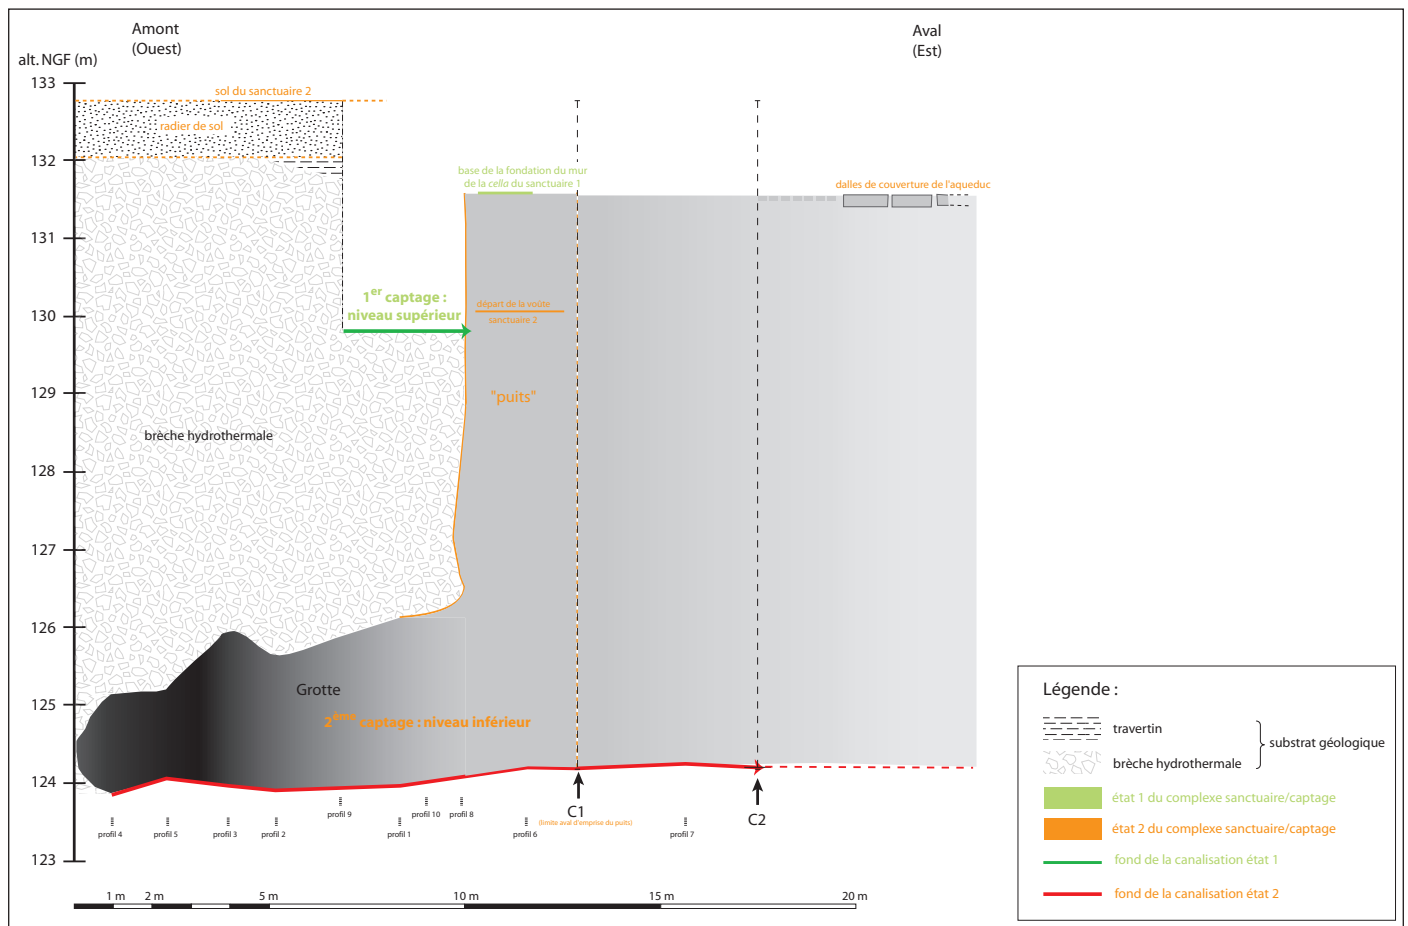 Amont
(Ouest)
Aval
(Est)
alt. NGF (m)
133
132
131
130
129
128
127
126
125
124
123
sol du sanctuaire 2
radier de sol
base de la fondation du mur
de la cella du sanctuaire 1
dalles de couverture de l'aqueduc
1er captage :
niveau supérieur
départ de la voûte
sanctuaire 2
"puits"
brèche hydrothermale
Grotte
2ème captage : niveau inférieur
profil 4
profil 5
profil 3
profil 2
profil 9
profil 1
profil 10
profil 8
profil 6
C1
(limite aval d'emprise du puits)
profil 7
C2
1 m
2 m
5 m
10 m
15 m
20 m
Légende :
travertin
brèche hydrothermale
substrat géologique
état 1 du complexe sanctuaire/captage
état 2 du complexe sanctuaire/captage
fond de la canalisation état 1
fond de la canalisation état 2